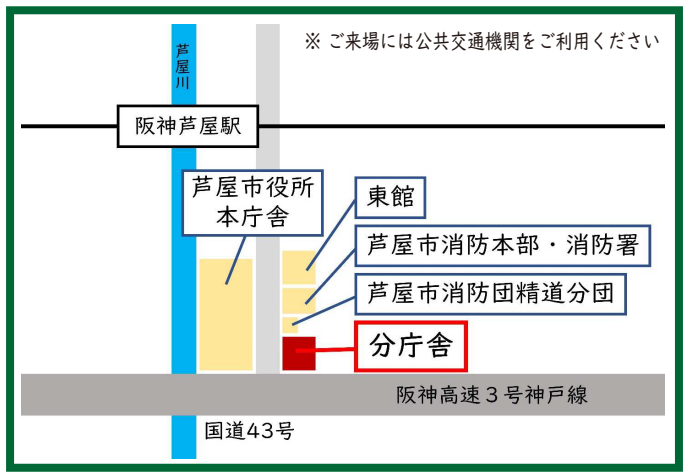 ※ ご来場には公共交通機関をご利用ください
芦屋川
阪神芦屋駅
芦屋市役所
本庁舎
東館
芦屋市消防本部・消防署
芦屋市消防団精道分団
分庁舎
阪神高速３号神戸線
国道43号